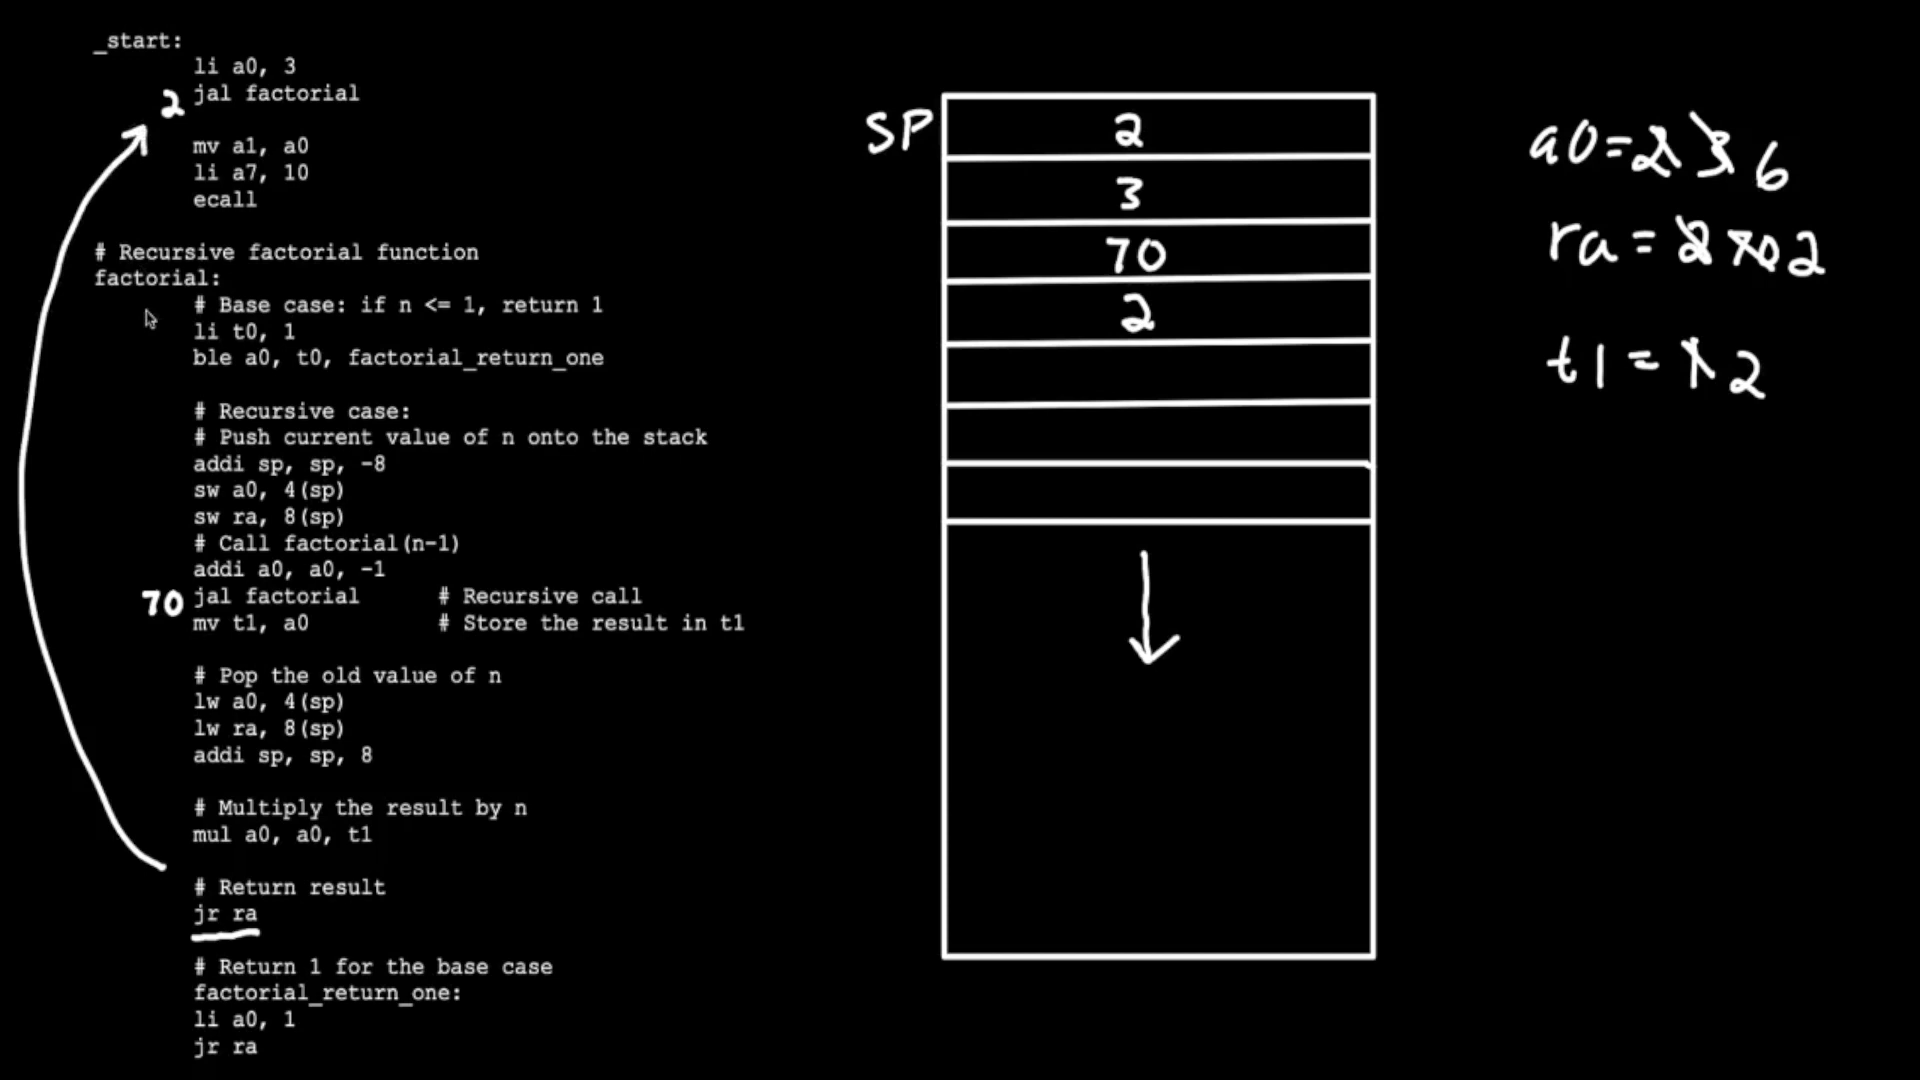 _start:
li a0, 3
2 jal factorial
mv a1, a0
li a7, 10
ecall
# Recursive factorial function
factorial:
# Base case: if n <= 1, return 1
li t0, 1
ble a0, t0, factorial_return_one
# Recursive case:
# Push current value of n onto the stack
addi sp, sp, -8
sw a0, 4(sp)
sw ra, 8(sp)
# Call factorial(n-1)
addi a0, a0, -1
70 jal factorial # Recursive call
mv t1, a0 # Store the result in t1
# Pop the old value of n
lw a0, 4(sp)
lw ra, 8(sp)
addi sp, sp, 8
# Multiply the result by n
mul a0, a0, t1
# Return result
jr ra
# Return 1 for the base case
factorial_return_one:
li a0, 1
jr ra
SP 2
3
70
2
a0=2 3 6
ra = 2 70 2
t1 = 1 2